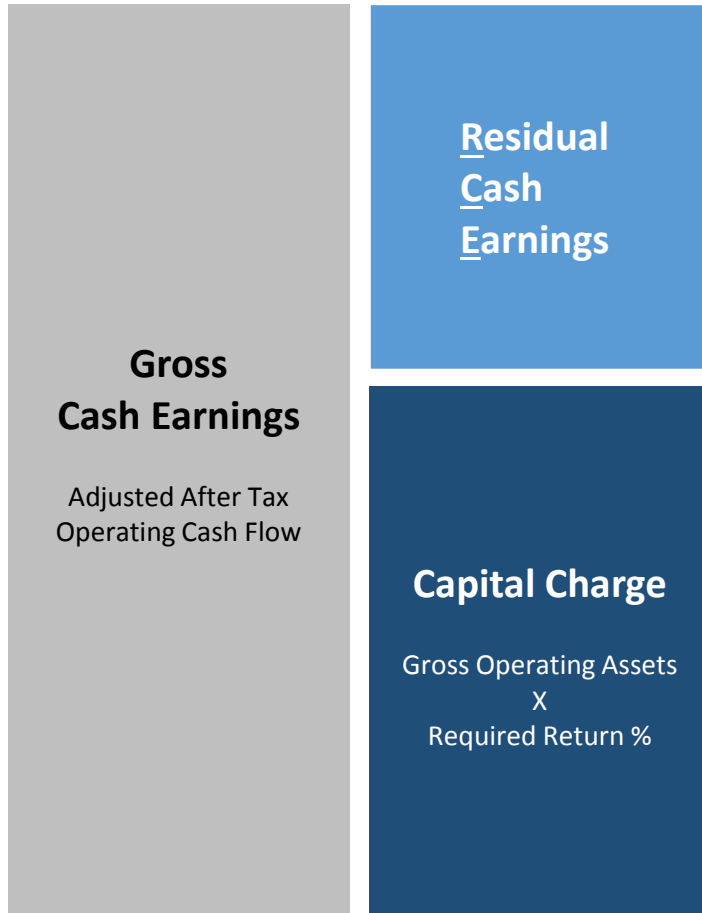 Gross
Cash Earnings
Adjusted After Tax
Operating Cash Flow
Residual
Cash
Earnings
Capital Charge
Gross Operating Assets
X
Required Return %